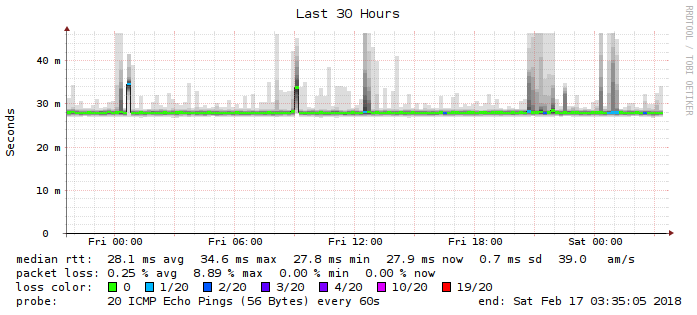 Last 30 Hours
RRDTOOL / TOBI OETIKER
Seconds
40 m
30 m
20 m
10 m
0
Fri 00:00 Fri 06:00 Fri 12:00 Fri 18:00 Sat 00:00
median rtt: 28.1 ms avg 34.6 ms max 27.8 ms min 27.9 ms now 0.7 ms sd 39.0 am/s
packet loss: 0.25 % avg 8.89 % max 0.00 % min 0.00 % now
loss color: 0 1/20 2/20 3/20 4/20 10/20 19/20
probe: 20 ICMP Echo Pings (56 Bytes) every 60s end: Sat Feb 17 03:35:05 2018